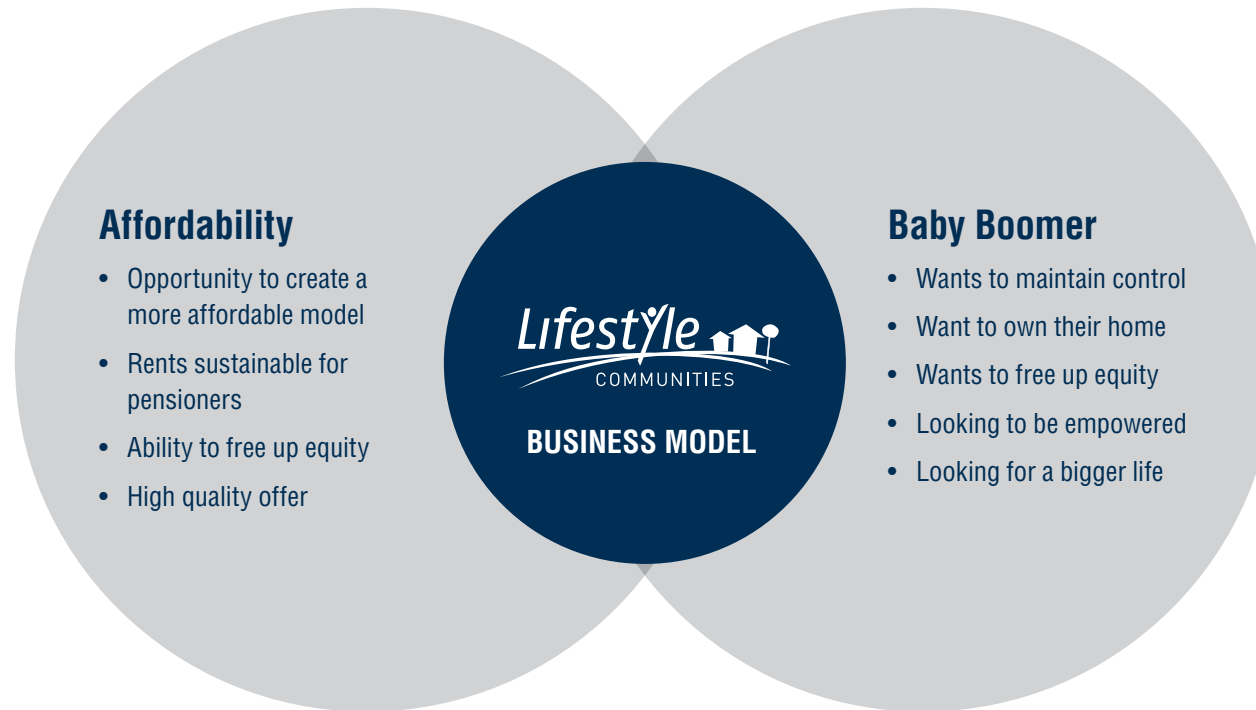 Affordability
• Opportunity to create a
more affordable model
• Rents sustainable for
pensioners
• Ability to free up equity
• High quality offer
Lifestyle
COMMUNITIES
BUSINESS MODEL
Baby Boomer
• Wants to maintain control
• Want to own their home
• Wants to free up equity
• Looking to be empowered
• Looking for a bigger life